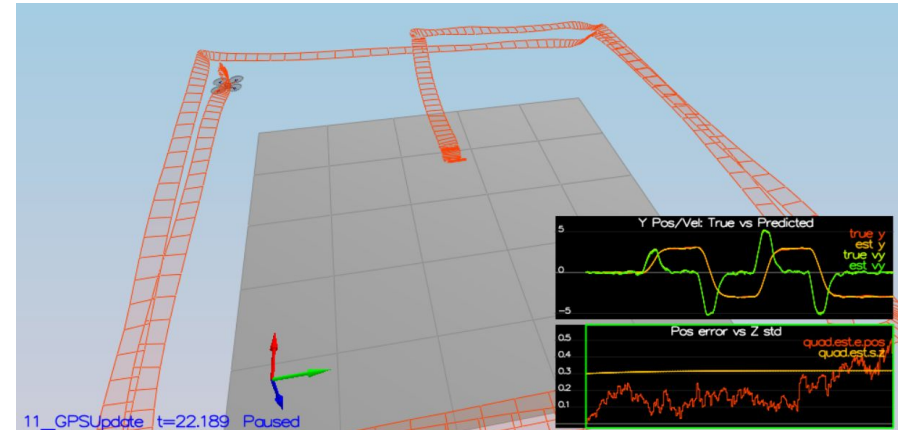 Y Pos/Vel: True vs Predicted
5
0
-5
true y
est y
true vy
est vy
Pos error vs Z std
0.5
0.4
0.3
0.2
0.1
quad.est.e.pos
quad.est.s.z
11_GPSUpdate t=22.189 Paused